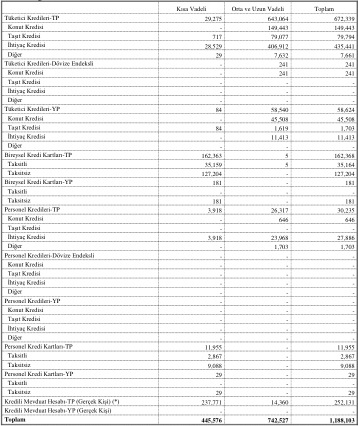 Kısa Vadeli Orta ve Uzun Vadeli Toplam
Tüketici Kredileri-TP 29,275 643,064 672,339
Konut Kredisi - 149,443 149,443
Taşıt Kredisi 717 79,077 79,794
İhtiyaç Kredisi 28,529 406,912 435,441
Diğer 29 7,632 7,661
Tüketici Kredileri-Dövize Endeksli - 241 241
Konut Kredisi - 241 241
Taşıt Kredisi - - -
İhtiyaç Kredisi - - -
Diğer - - -
Tüketici Kredileri-YP 84 58,540 58,624
Konut Kredisi - 45,508 45,508
Taşıt Kredisi 84 1,619 1,703
İhtiyaç Kredisi - 11,413 11,413
Diğer - - -
Bireysel Kredi Kartları-TP 162,363 5 162,368
Taksitli 35,159 5 35,164
Taksitsiz 127,204 - 127,204
Bireysel Kredi Kartları-YP 181 - 181
Taksitli - - -
Taksitsiz 181 - 181
Personel Kredileri-TP 3,918 26,317 30,235
Konut Kredisi - 646 646
Taşıt Kredisi - - -
İhtiyaç Kredisi 3,918 23,968 27,886
Diğer - 1,703 1,703
Personel Kredileri-Dövize Endeksli - - -
Konut Kredisi - - -
Taşıt Kredisi - - -
İhtiyaç Kredisi - - -
Diğer - - -
Personel Kredileri-YP - - -
Konut Kredisi - - -
Taşıt Kredisi - - -
İhtiyaç Kredisi - - -
Diğer - - -
Personel Kredi Kartları-TP 11,955 - 11,955
Taksitli 2,867 - 2,867
Taksitsiz 9,088 - 9,088
Personel Kredi Kartları-YP 29 - 29
Taksitli - - -
Taksitsiz 29 - 29
Kredili Mevduat Hesabı-TP (Gerçek Kişi) (*) 237,771 14,360 252,131
Kredili Mevduat Hesabı-YP (Gerçek Kişi) - - -
Toplam 445,576 742,527 1,188,103